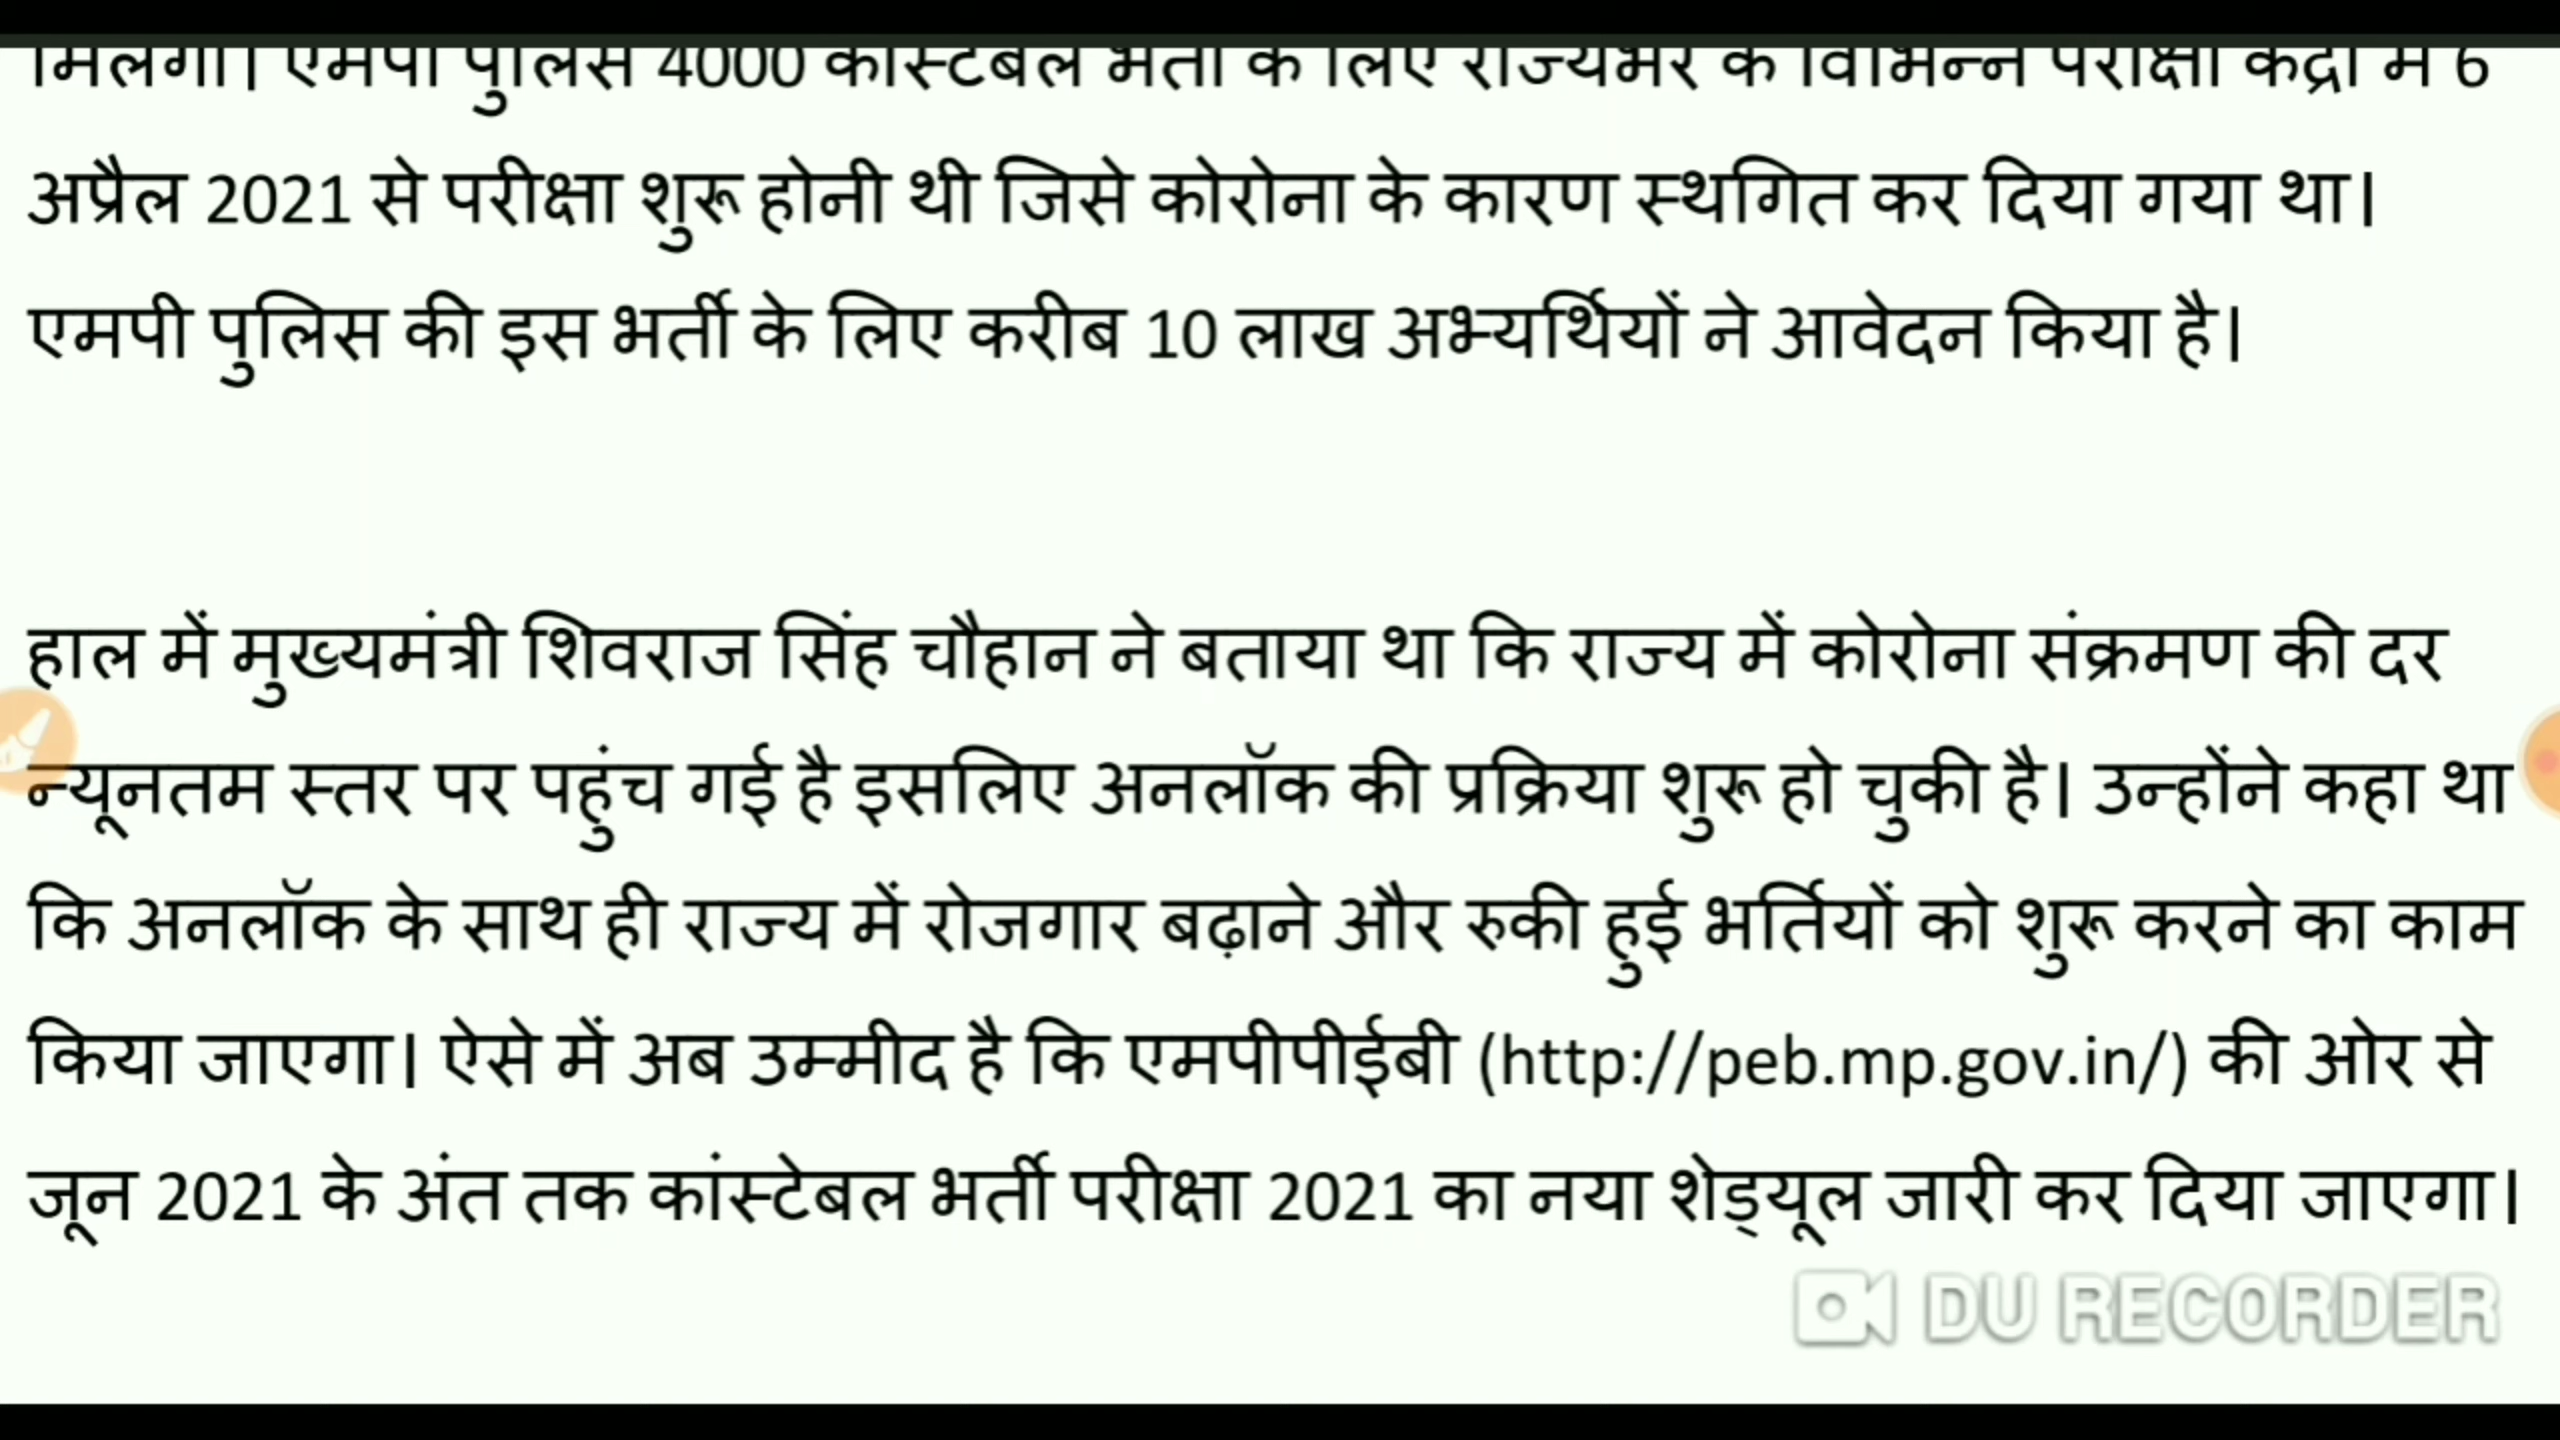 मिलेगी। एमपी पुलिस 4000 कांस्टेबल भर्ती के लिए राज्यभर के विभिन्न परीक्षा केंद्रों में 6
अप्रैल 2021 से परीक्षा शुरू होनी थी जिसे कोरोना के कारण स्थगित कर दिया गया था।
एमपी पुलिस की इस भर्ती के लिए करीब 10 लाख अभ्यर्थियों ने आवेदन किया है।
हाल में मुख्यमंत्री शिवराज सिंह चौहान ने बताया था कि राज्य में कोरोना संक्रमण की दर
न्यूनतम स्तर पर पहुंच गई है इसलिए अनलॉक की प्रक्रिया शुरू हो चुकी है। उन्होंने कहा था
कि अनलॉक के साथ ही राज्य में रोजगार बढ़ाने और रुकी हुई भर्तियों को शुरू करने का काम
किया जाएगा। ऐसे में अब उम्मीद है कि एमपीपीईबी (http://peb.mp.gov.in/) की ओर से
जून 2021 के अंत तक कांस्टेबल भर्ती परीक्षा 2021 का नया शेड्यूल जारी कर दिया जाएगा।
DU RECORDER